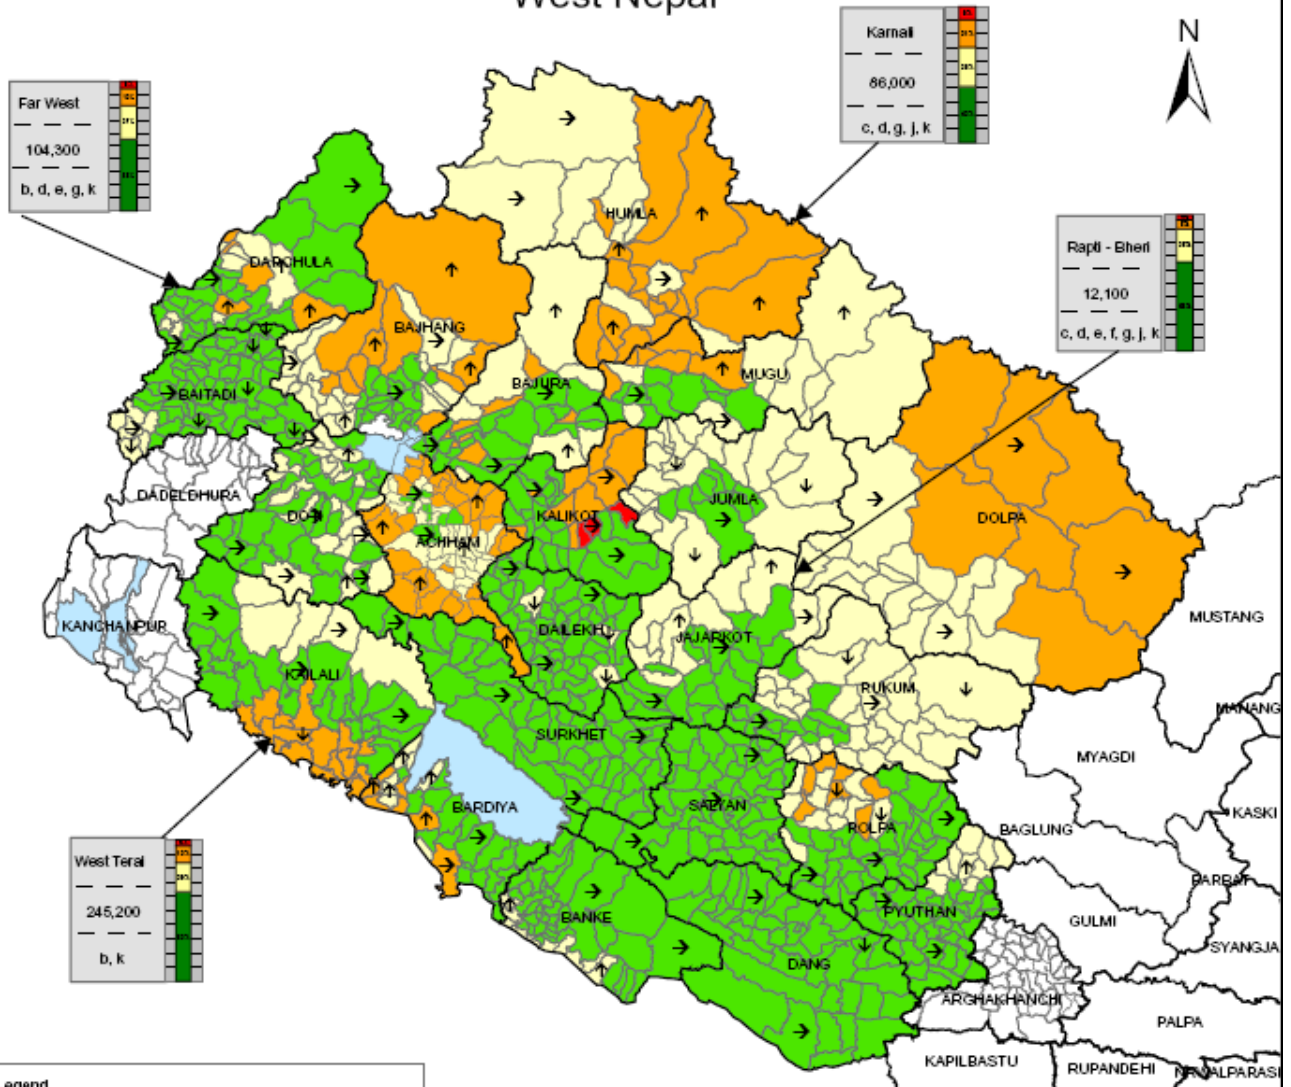 West Nepal
N
Karnali
86,000
c, d, g, j, k
Far West
104,300
b, d, e, g, k
Rapti - Bheri
12,100
c, d, e, f, g, j, k
HUMLA
DARCHULA
BAJHANG
MUGU
BAJURA
BAITADI
DADELDHURA
JUMLA
KALIKOT
DOTI
DOLPA
ACHHAM
MUSTANG
KANCHANPUR
DAILEKH
JAJARKOT
KAILALI
RUKUM
MANANG
SURKHET
MYAGDI
BARDIYA
SALYAN
KASKI
ROLPA
BAGLUNG
West Terai
245,200
b, k
PARBAT
BANKE
PYUTHAN
GULMI
SYANGJA
DANG
ARGHAKHANCHI
PALPA
KAPILBASTU
RUPANDEHI
NAWALPARASI
egend